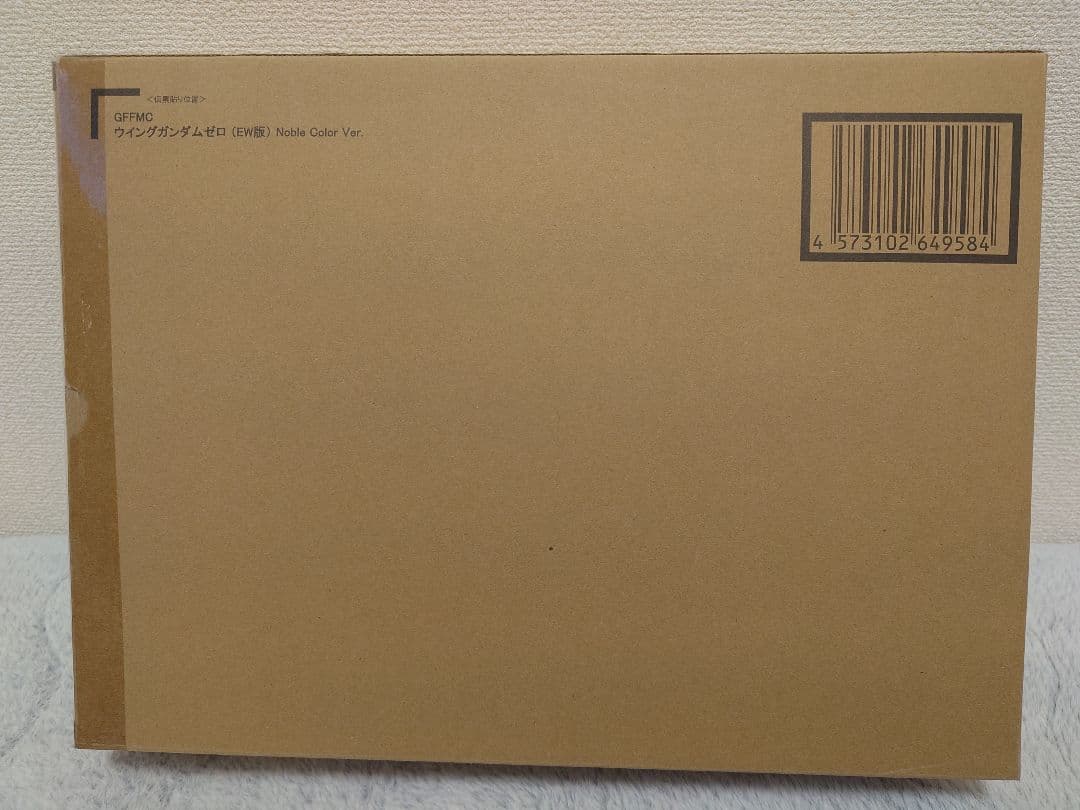 ＜伝票貼り位置＞
GFFMC
ウイングガンダムゼロ（EW版）Noble Color Ver.
4 573102 649584